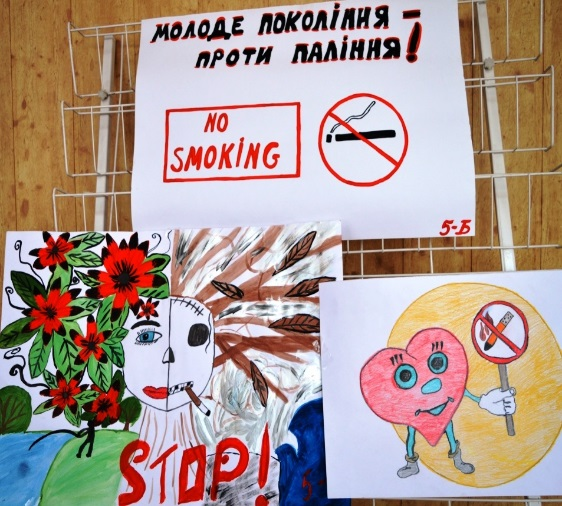 МОЛОДЕ ПОКОЛІННЯ –
ПРОТИ ПАЛІННЯ!
NO
SMOKING
5-Б
STOP!